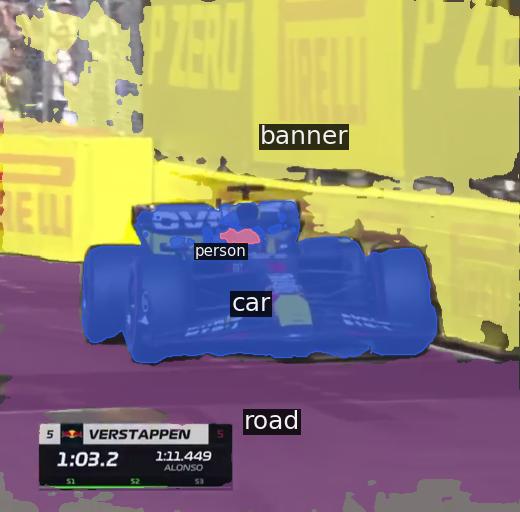 P ZERO
PIRELLI
P ZE
banner
ELLI
person
car
road
5 VERSTAPPEN 5
1:03.2
1:11.449
ALONSO
S1 S2 S3